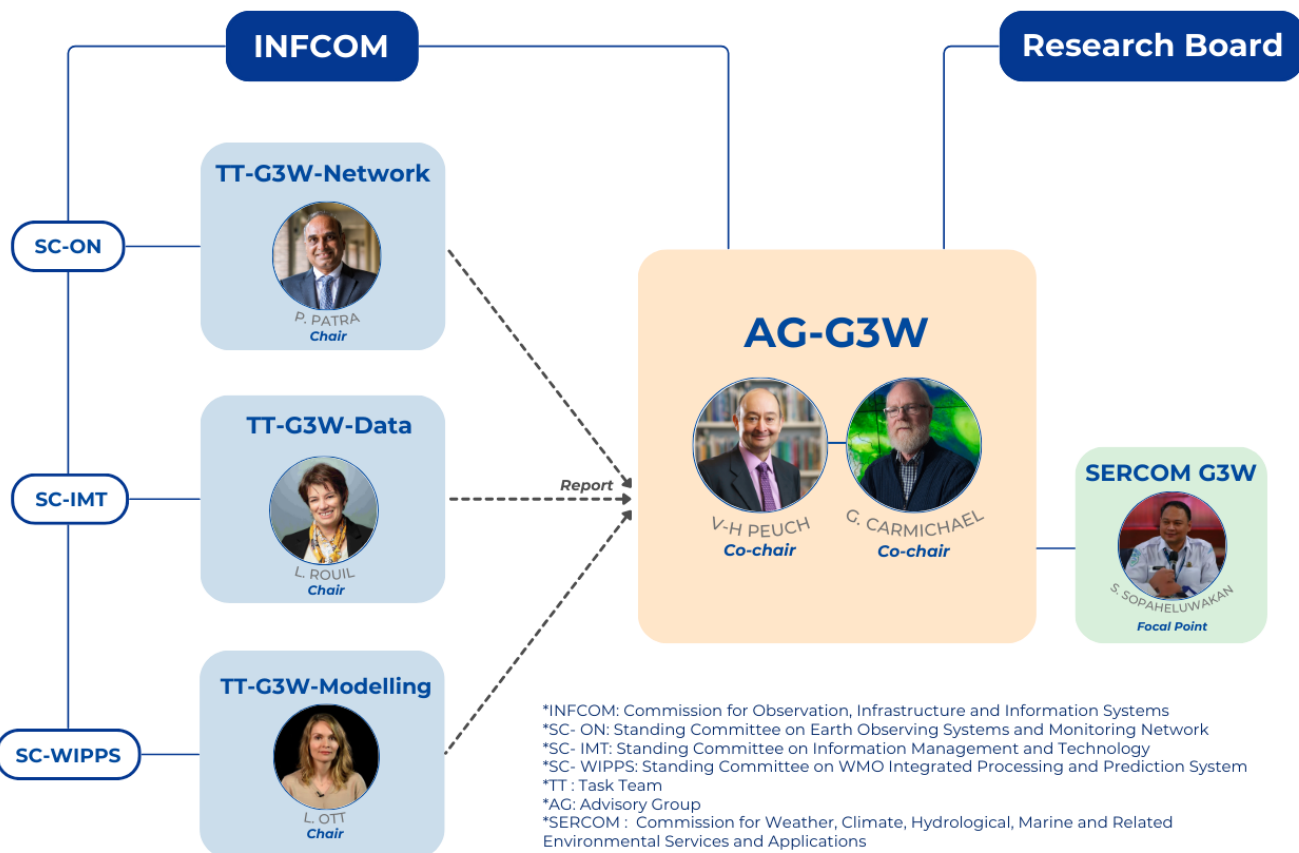 INFCOM
Research Board
TT-G3W-Network
SC-ON
P. PATRA
Chair
AG-G3W
TT-G3W-Data
SC-IMT
Report
L. ROUIL
Chair
V-H PEUCH
Co-chair
G. CARMICHAEL
Co-chair
SERCOM G3W
S. SOPAHELUWAKAN
Focal Point
TT-G3W-Modelling
SC-WIPPS
L. OTT
Chair
*INFCOM: Commission for Observation, Infrastructure and Information Systems
*SC- ON: Standing Committee on Earth Observing Systems and Monitoring Network
*SC- IMT: Standing Committee on Information Management and Technology
*SC- WIPPS: Standing Committee on WMO Integrated Processing and Prediction System
*TT : Task Team
*AG: Advisory Group
*SERCOM : Commission for Weather, Climate, Hydrological, Marine and Related
Environmental Services and Applications